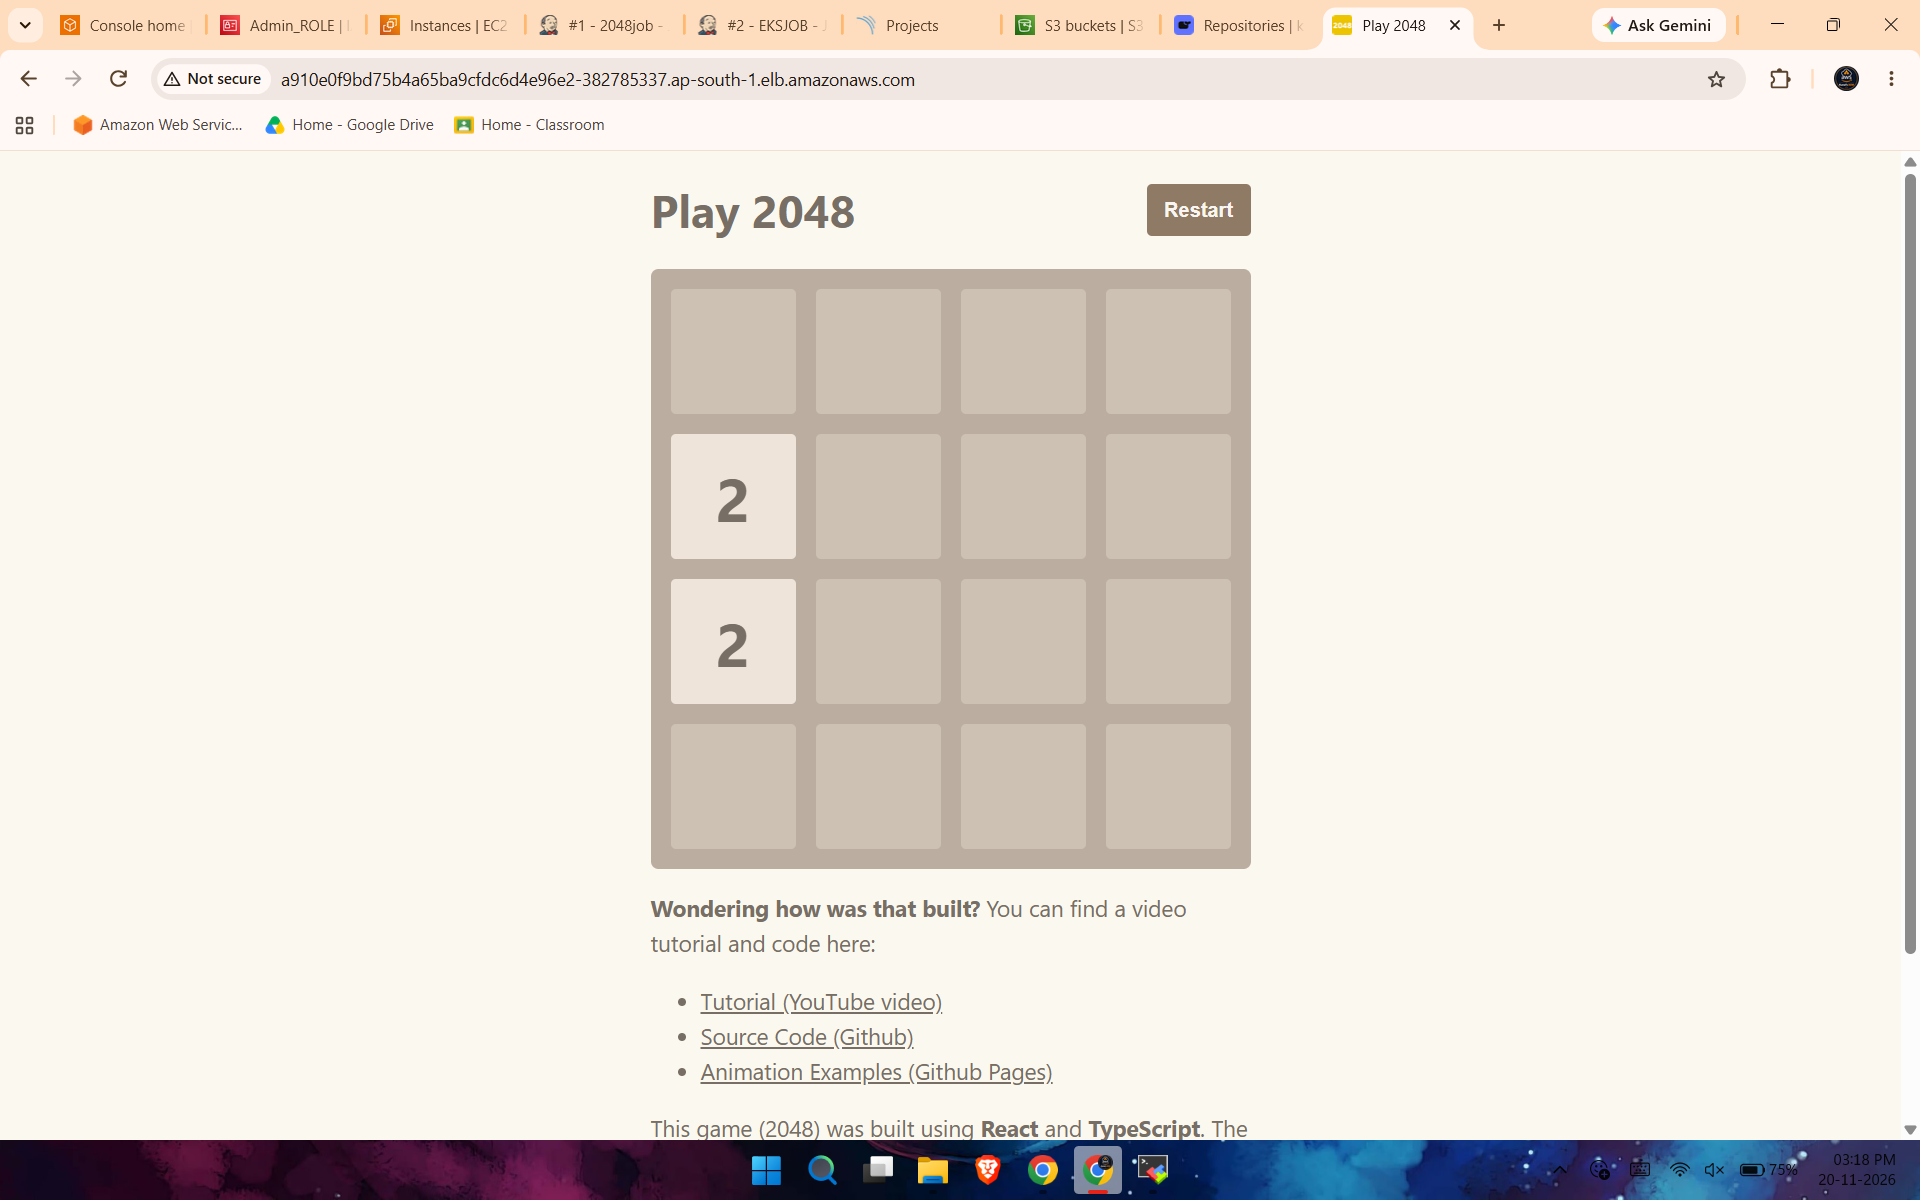 Console home
Admin_ROLE | I
Instances | EC2
#1 - 2048job -
#2 - EKSJOB - J
Projects
S3 buckets | S3
Repositories | k
2048
Play 2048
Ask Gemini
Not secure
a910e0f9bd75b4a65ba9cfdc6d4e96e2-382785337.ap-south-1.elb.amazonaws.com
Amazon Web Servic...
Home - Google Drive
Home - Classroom
Play 2048
Restart
2
2
Wondering how was that built? You can find a video
tutorial and code here:
• Tutorial (YouTube video)
• Source Code (Github)
• Animation Examples (Github Pages)
This game (2048) was built using React and TypeScript. The
75%
03:18 PM
20-11-2026